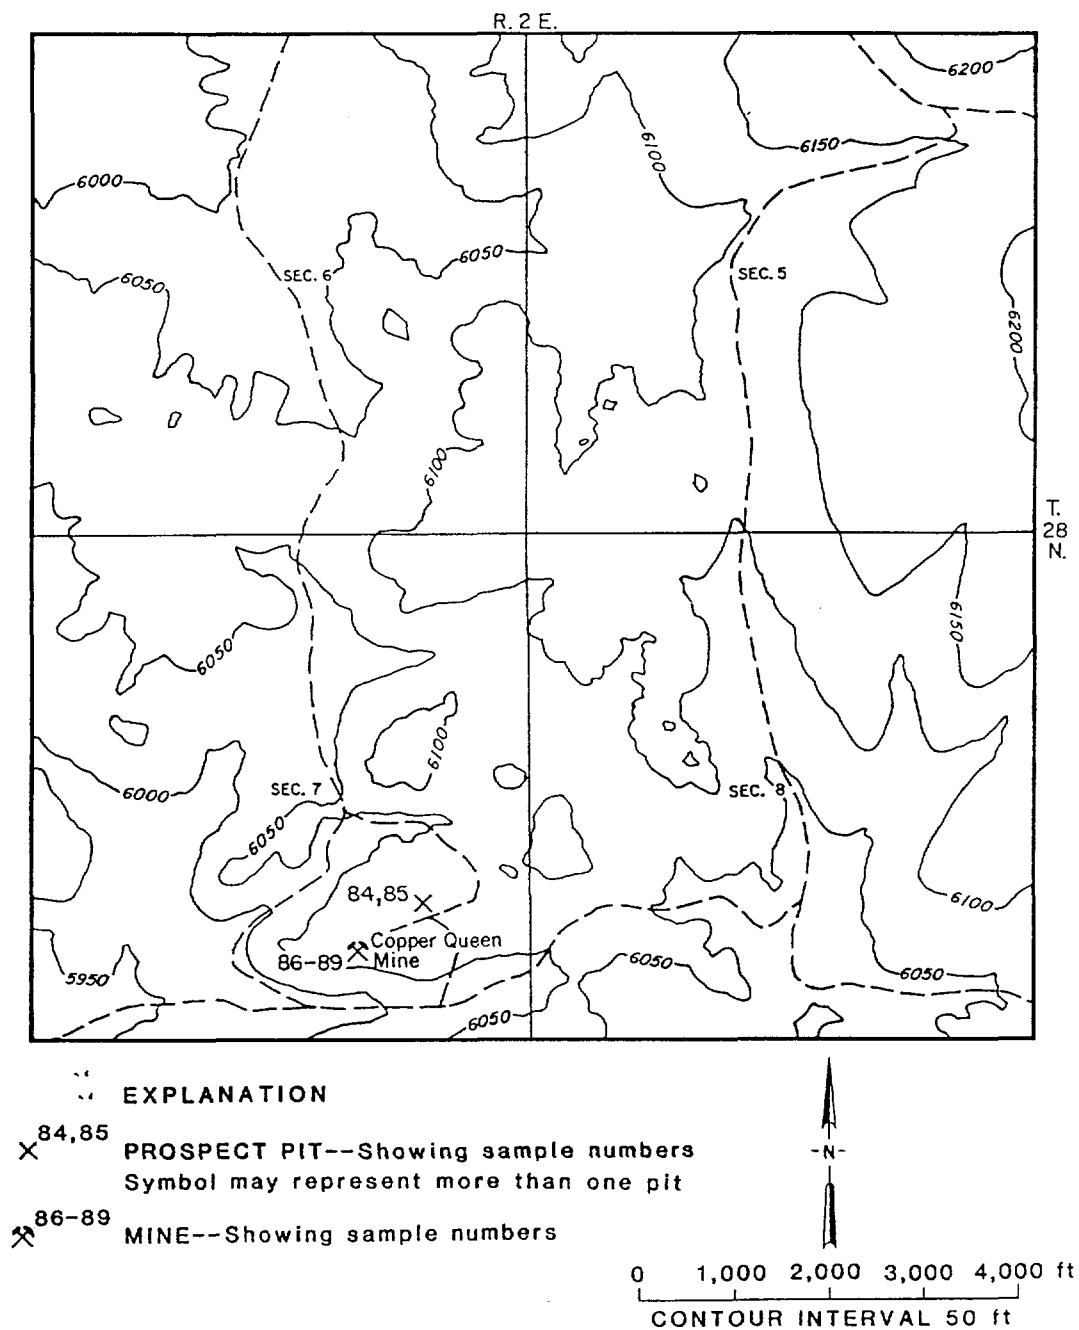 R. 2 E.
6200
6150
6100
6000
6050
6050
SEC. 6
SEC. 5
6200
6100
T.
28
N.
6150
6050
6100
6000
SEC. 7
SEC. 8
6050
84,85
6100
Copper Queen
Mine
86-89
6050
6050
5950
6050
EXPLANATION
84,85
PROSPECT PIT--Showing sample numbers
Symbol may represent more than one pit
86-89
MINE--Showing sample numbers
-N-
0 1,000 2,000 3,000 4,000 ft
CONTOUR INTERVAL 50 ft